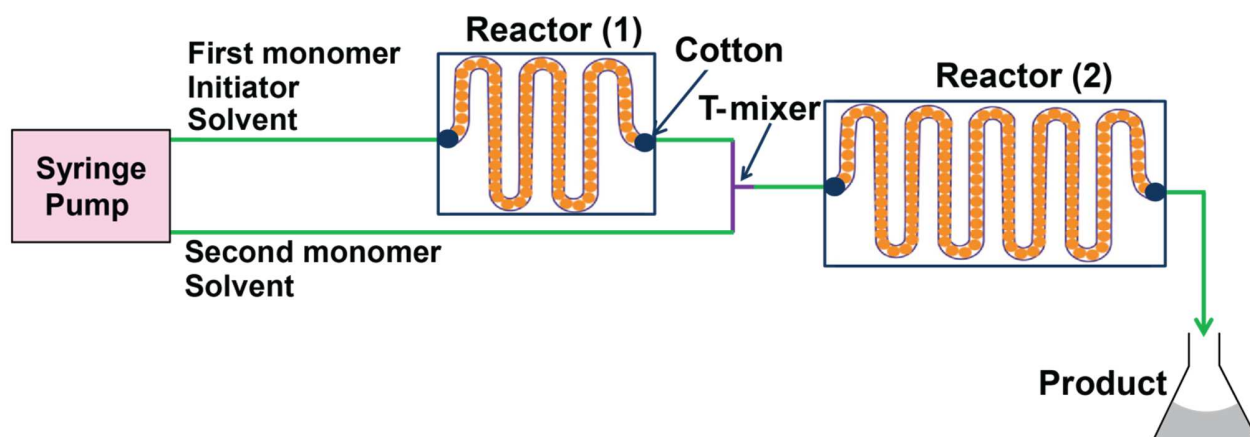 Reactor (1)
First monomer
Initiator
Solvent
Cotton
Reactor (2)
T-mixer
Syringe
Pump
Second monomer
Solvent
Product